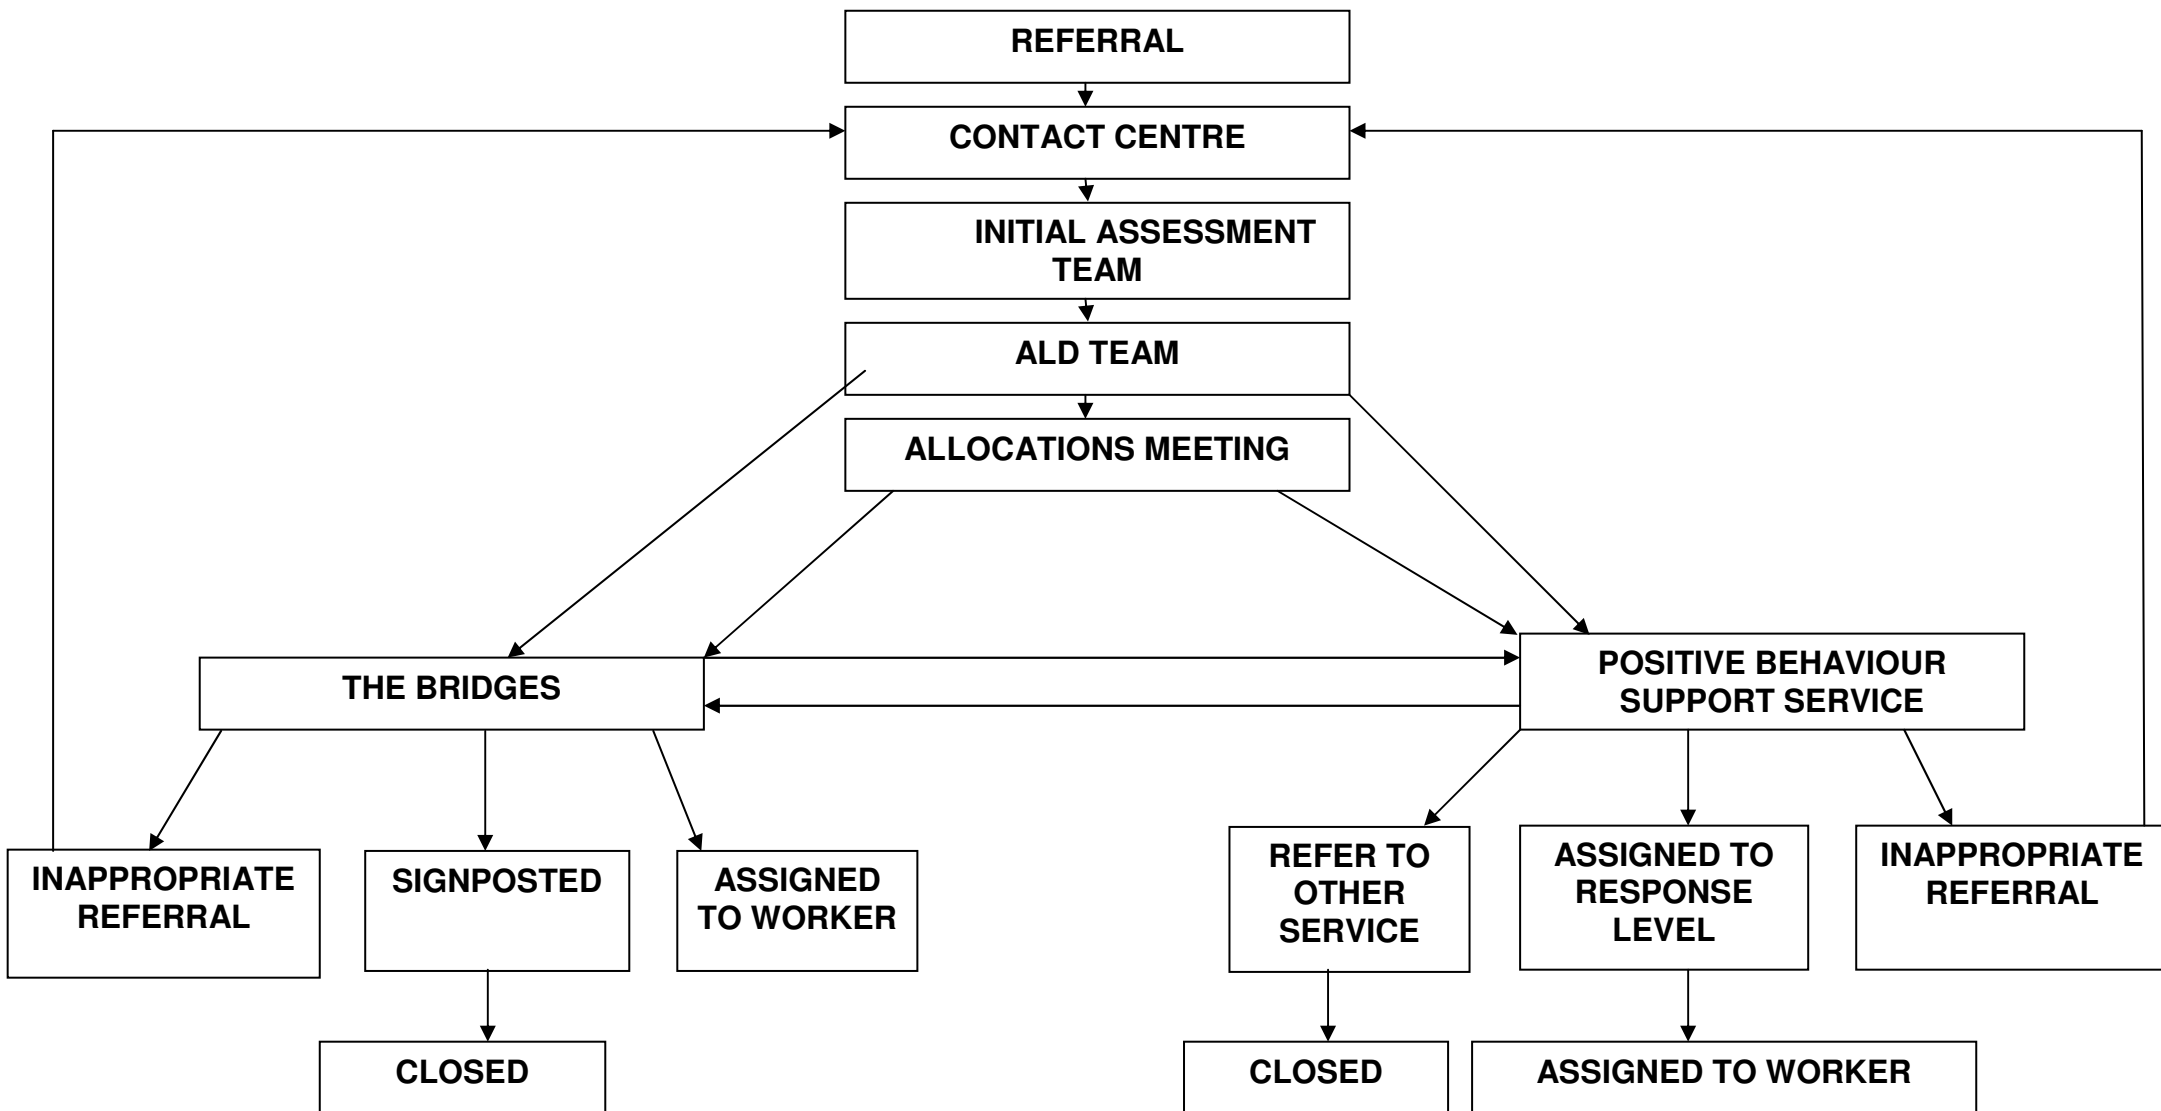 REFERRAL
CONTACT CENTRE
INITIAL ASSESSMENT
TEAM
ALD TEAM
ALLOCATIONS MEETING
THE BRIDGES
POSITIVE BEHAVIOUR
SUPPORT SERVICE
INAPPROPRIATE
REFERRAL
SIGNPOSTED
ASSIGNED
TO WORKER
REFER TO
OTHER
SERVICE
ASSIGNED TO
RESPONSE
LEVEL
INAPPROPRIATE
REFERRAL
CLOSED
CLOSED
ASSIGNED TO WORKER